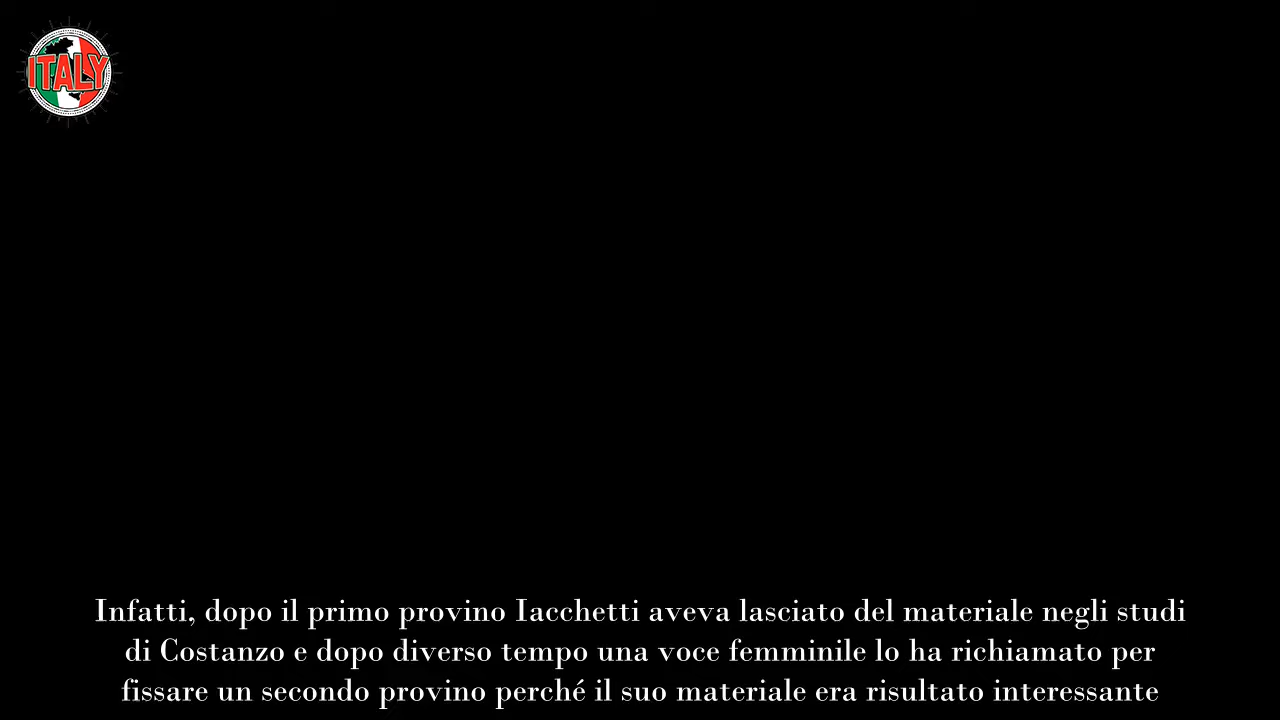 ITALY
Infatti, dopo il primo provino Iacchetti aveva lasciato del materiale negli studi
di Costanzo e dopo diverso tempo una voce femminile lo ha richiamato per
fissare un secondo provino perché il suo materiale era risultato interessante